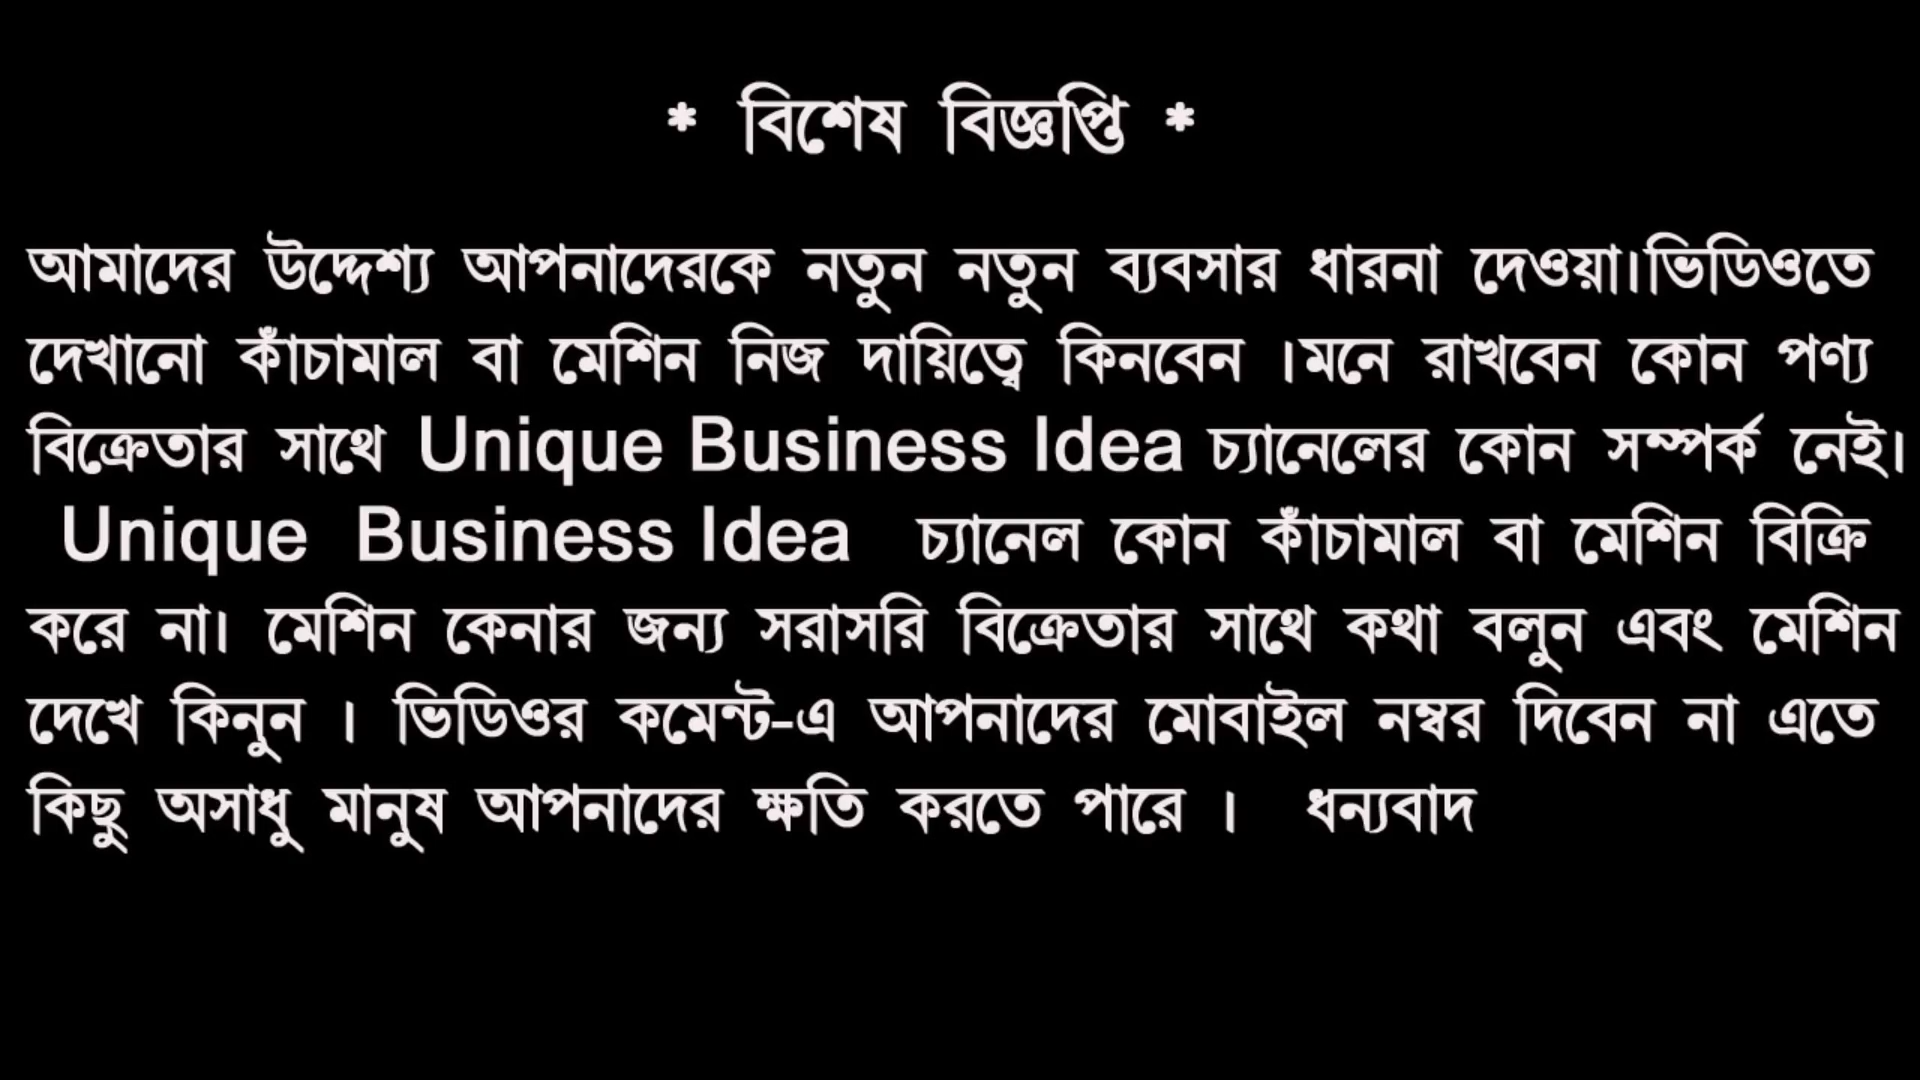 * বিশেষ বিজ্ঞপ্তি *
আমাদের উদ্দেশ্য আপনাদেরকে নতুন নতুন ব্যবসার ধারনা দেওয়া।ভিডিওতে
দেখানো কাঁচামাল বা মেশিন নিজ দায়িত্বে কিনবেন ।মনে রাখবেন কোন পণ্য
বিক্রেতার সাথে Unique Business Idea চ্যানেলের কোন সম্পর্ক নেই।
Unique Business Idea চ্যানেল কোন কাঁচামাল বা মেশিন বিক্রি
করে না। মেশিন কেনার জন্য সরাসরি বিক্রেতার সাথে কথা বলুন এবং মেশিন
দেখে কিনুন । ভিডিওর কমেন্ট-এ আপনাদের মোবাইল নম্বর দিবেন না এতে
কিছু অসাধু মানুষ আপনাদের ক্ষতি করতে পারে । ধন্যবাদ